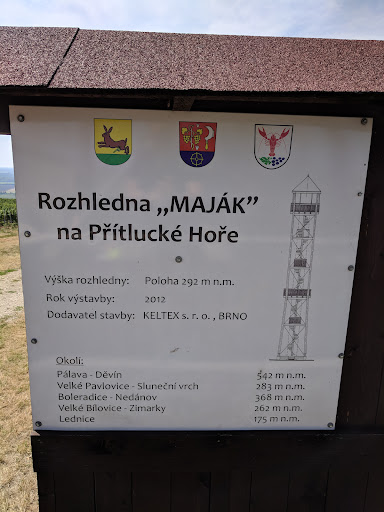 Rozhledna „MAJÁK”
na Přítlucké Hoře
Výška rozhledny: Poloha 292 m n.m.
Rok výstavby: 2012
Dodavatel stavby: KELTEX s. r. o. , BRNO
Okolí:
Pálava - Děvín 542 m n.m.
Velké Pavlovice - Sluneční vrch 283 m n.m.
Boleradice - Nedánov 368 m n.m.
Velké Bílovice - Zimarky 262 m n.m.
Lednice 175 m n.m.